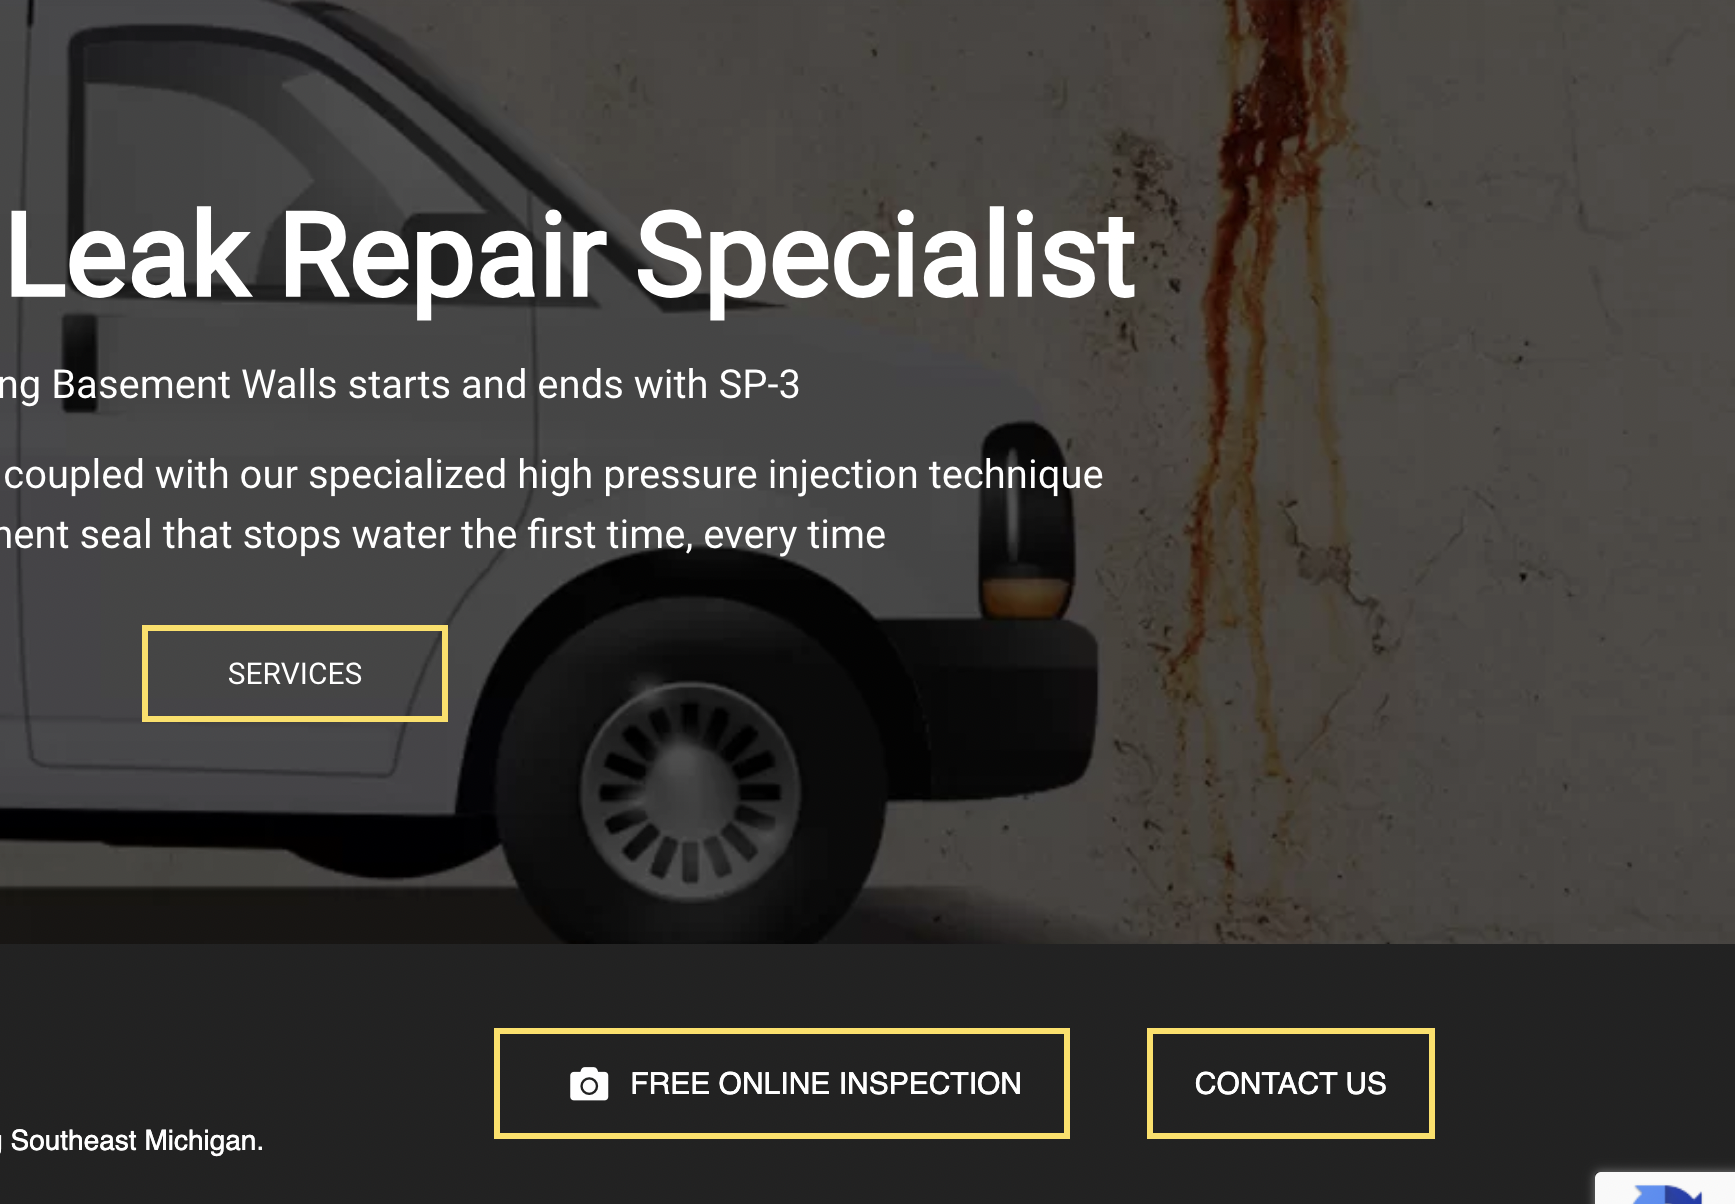 Leak Repair Specialist
ng Basement Walls starts and ends with SP-3
coupled with our specialized high pressure injection technique
nent seal that stops water the first time, every time
SERVICES
FREE ONLINE INSPECTION
CONTACT US
g Southeast Michigan.